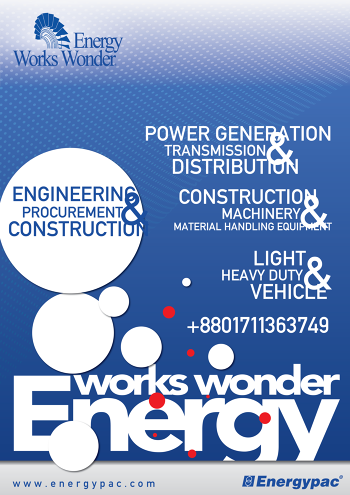 Energy
Works Wonder
POWER GENERATION
TRANSMISSION &
DISTRIBUTION
ENGINEERING
PROCUREMENT &
CONSTRUCTION
CONSTRUCTION
MACHINERY &
MATERIAL HANDLING EQUIPMENT
LIGHT
HEAVY DUTY &
VEHICLE
+8801711363749
works wonder
Energy
www.energypac.com
Energypac®